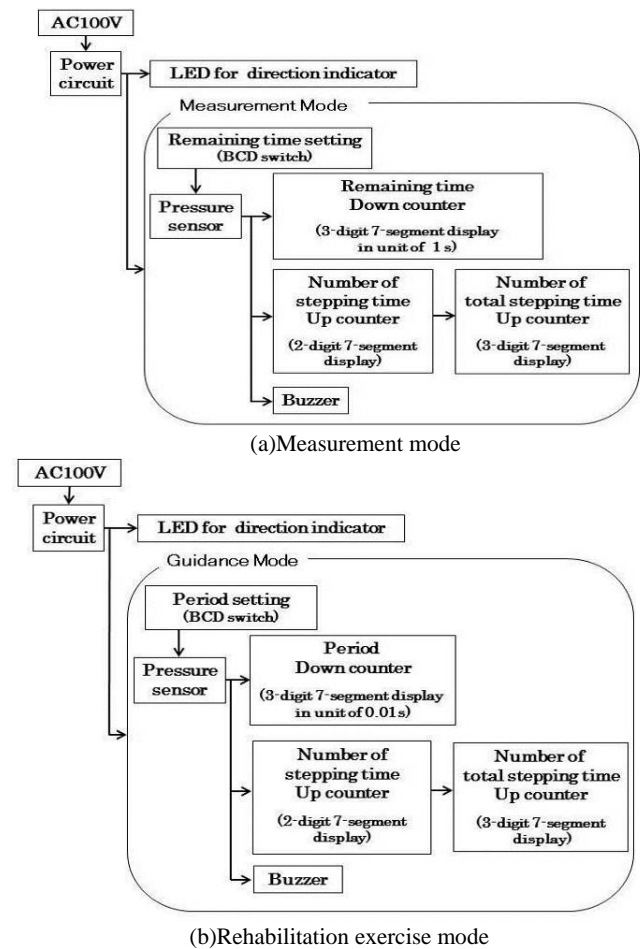 AC100V
Power
circuit
LED for direction indicator
Measurement Mode
Remaining time setting
(BCD switch)
Pressure
sensor
Remaining time
Down counter
(3-digit 7-segment display
in unit of 1 s)
Number of
stepping time
Up counter
(2-digit 7-segment
display)
Number of
total stepping time
Up counter
(3-digit 7-segment
display)
Buzzer
(a)Measurement mode
AC100V
Power
circuit
LED for direction indicator
Guidance Mode
Period setting
(BCD switch)
Pressure
sensor
Period
Down counter
(3-digit 7-segment display
in unit of 0.01s)
Number of
stepping time
Up counter
(2-digit 7-segment
display)
Number of
total stepping time
Up counter
(3-digit 7-segment
display)
Buzzer
(b)Rehabilitation exercise mode